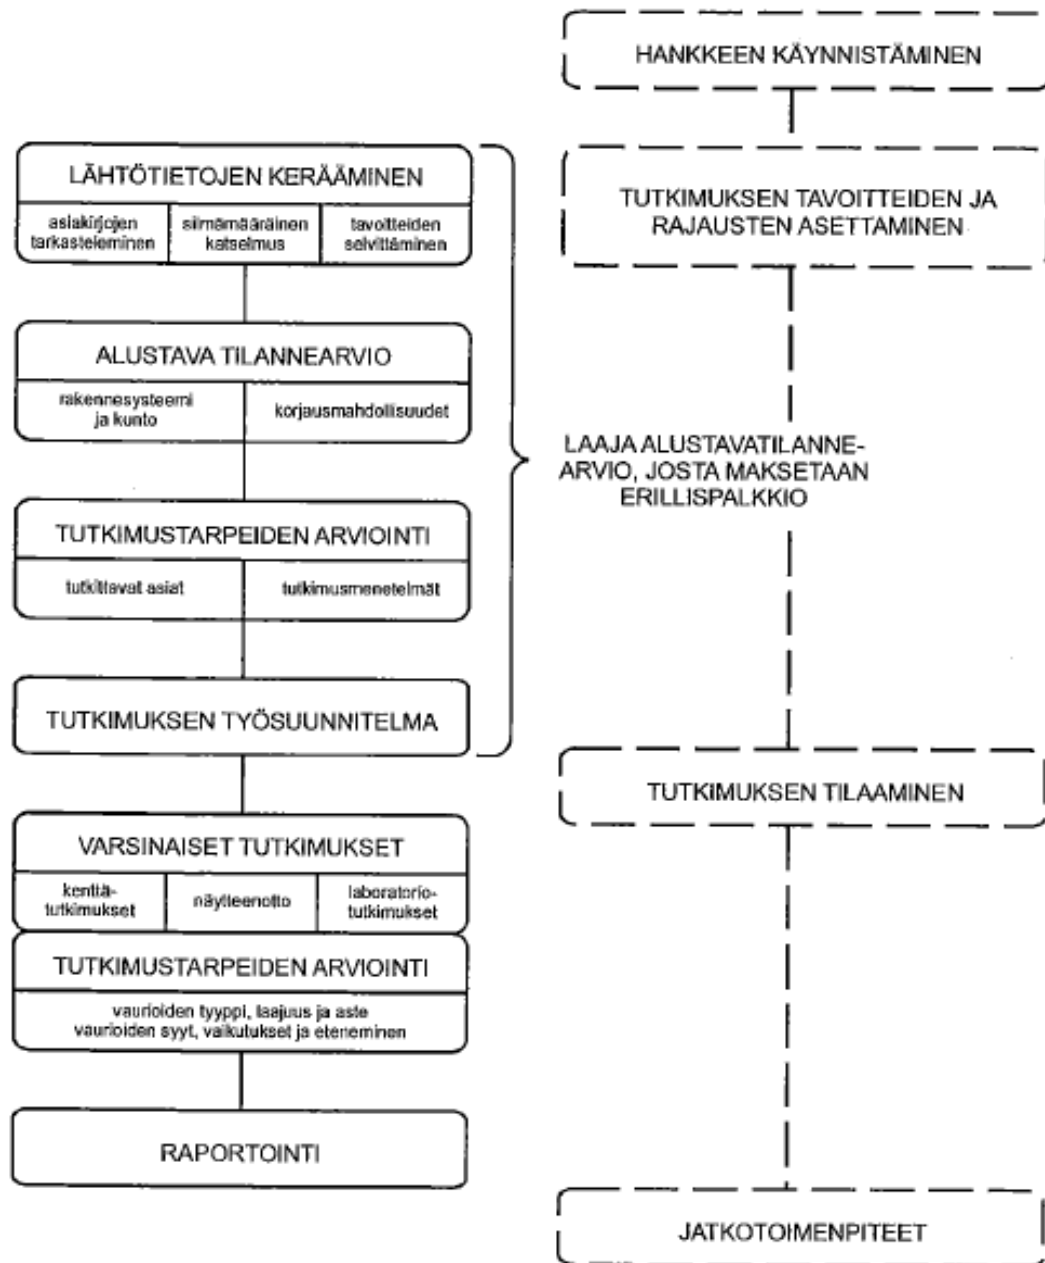 HANKKEEN KÄYNNISTÄMINEN
LÄHTÖTIETOJEN KERÄÄMINEN
asiakirjojen
tarkasteleminen
silmämääräinen
katselmus
tavoitteiden
selvittäminen
TUTKIMUKSEN TAVOITTEIDEN JA
RAJAUSTEN ASETTAMINEN
ALUSTAVA TILANNEARVIO
rakennesysteemi
ja kunto
korjausmahdollisuudet
LAAJA ALUSTAVATILANNE-
ARVIO, JOSTA MAKSETAAN
ERILLISPALKKIO
TUTKIMUSTARPEIDEN ARVIOINTI
tutkittavat asiat
tutkimusmenetelmät
TUTKIMUKSEN TYÖSUUNNITELMA
TUTKIMUKSEN TILAAMINEN
VARSINAISET TUTKIMUKSET
kenttä-
tutkimukset
näytteenotto
laboratorio-
tutkimukset
TUTKIMUSTARPEIDEN ARVIOINTI
vaurioiden tyyppi, laajuus ja aste
vaurioiden syyt, vaikutukset ja eteneminen
RAPORTOINTI
JATKOTOIMENPITEET